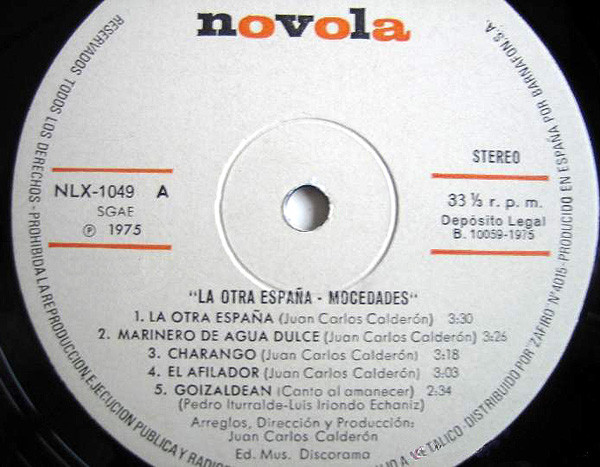 novola
STEREO
NLX-1049 A
SGAE
℗ 1975
33 ⅓ r. p. m.
Depósito Legal
B. 10059-1975
"LA OTRA ESPAÑA - MOCEDADES"
1. LA OTRA ESPAÑA (Juan Carlos Calderón) 3:30
2. MARINERO DE AGUA DULCE (Juan Carlos Calderón) 3:26
3. CHARANGO (Juan Carlos Calderón) 3:18
4. EL AFILADOR (Juan Carlos Calderón) 3:03
5. GOIZALDEAN (Canto al amanecer) 2:34
(Pedro Iturralde-Luis Iriondo Echaniz)
Arreglos, Dirección y Producción:
Juan Carlos Calderón
Ed. Mus. Discorama
RESERVADOS TODOS LOS DERECHOS - PROHIBIDA LA REPRODUCCION, EJECUCION PUBLICA Y
METALICO - DISTRIBUIDO POR ZAFIRO N.º 4015 - PRODUCIDO EN ESPAÑA POR BARNAFON, S.A.